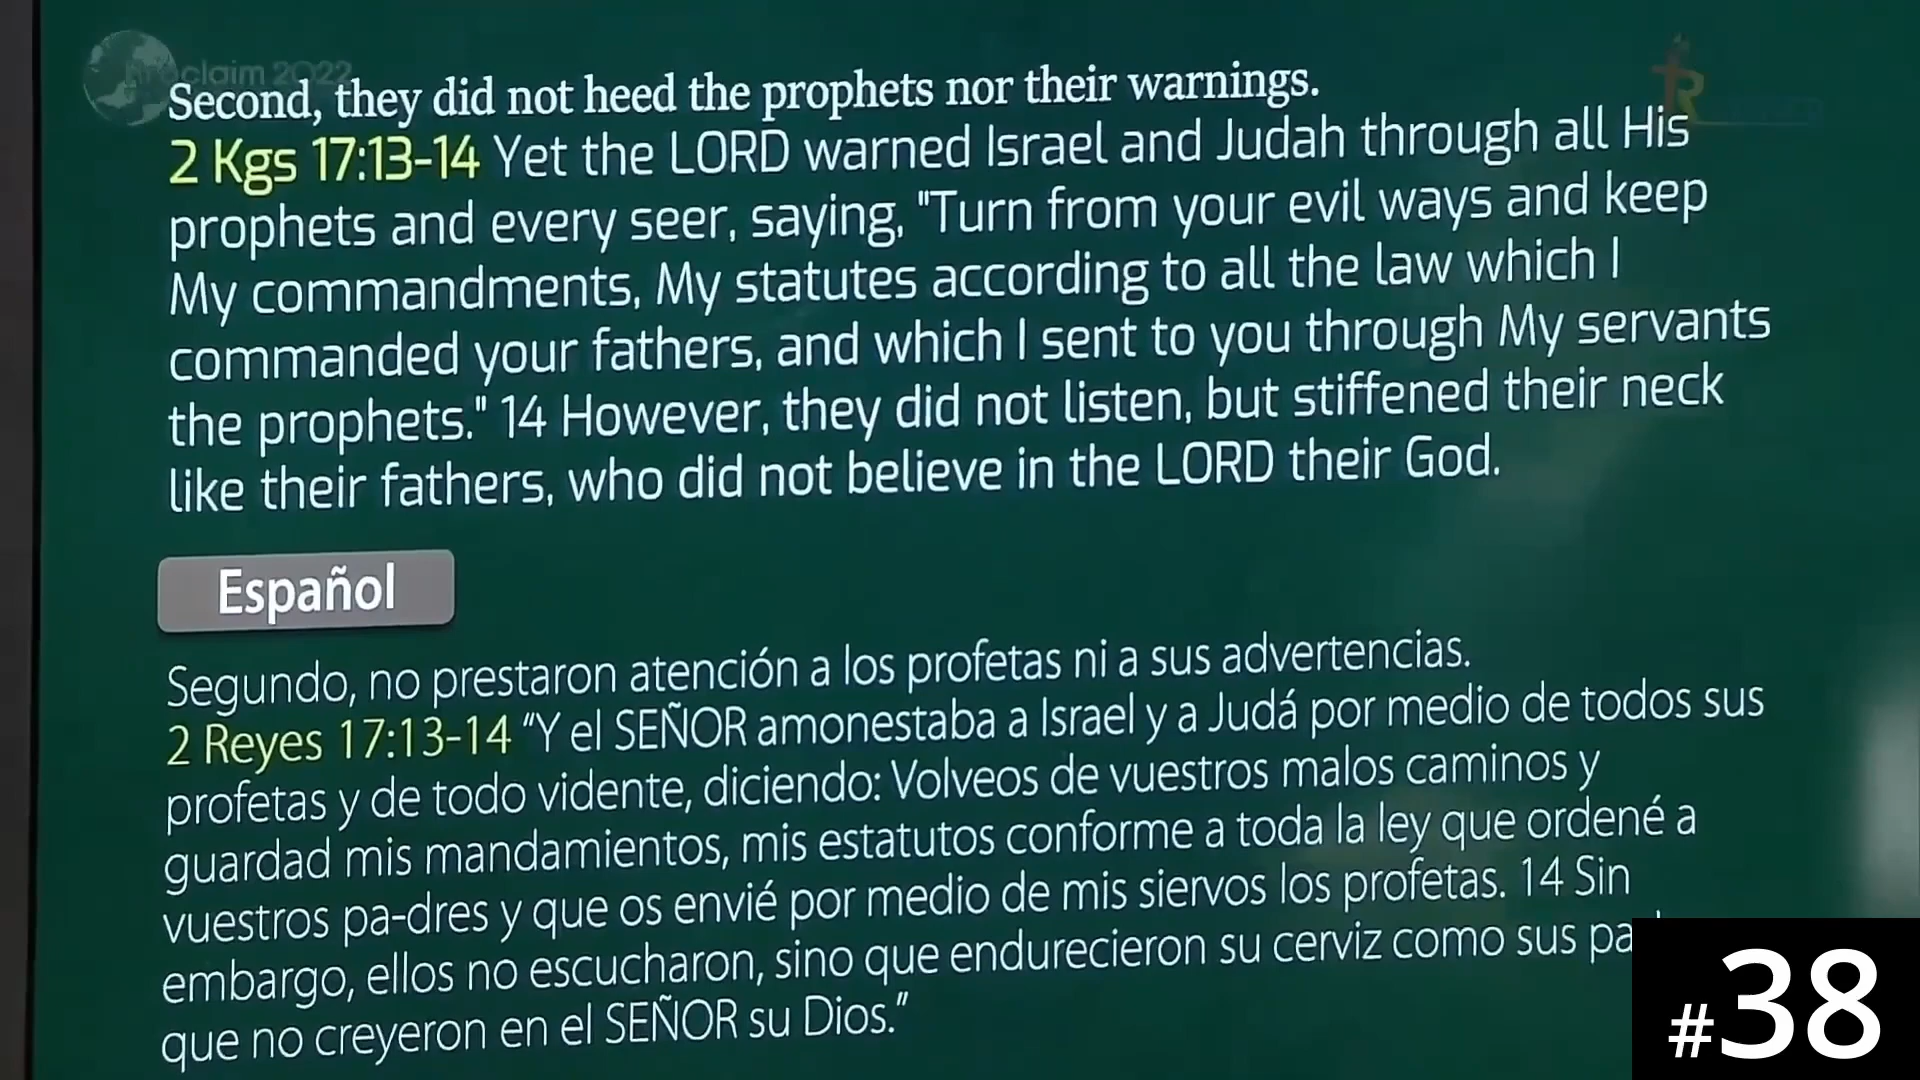 Proclaim 2022
Second, they did not heed the prophets nor their warnings.
2 Kgs 17:13-14 Yet the LORD warned Israel and Judah through all His
prophets and every seer, saying, "Turn from your evil ways and keep
My commandments, My statutes according to all the law which I
commanded your fathers, and which I sent to you through My servants
the prophets." 14 However, they did not listen, but stiffened their neck
like their fathers, who did not believe in the LORD their God.
Español
Segundo, no prestaron atención a los profetas ni a sus advertencias.
2 Reyes 17:13-14 “Y el SEÑOR amonestaba a Israel y a Judá por medio de todos sus
profetas y de todo vidente, diciendo: Volveos de vuestros malos caminos y
guardad mis mandamientos, mis estatutos conforme a toda la ley que ordené a
vuestros pa-dres y que os envié por medio de mis siervos los profetas. 14 Sin
embargo, ellos no escucharon, sino que endurecieron su cerviz como sus
que no creyeron en el SEÑOR su Dios.”
#38